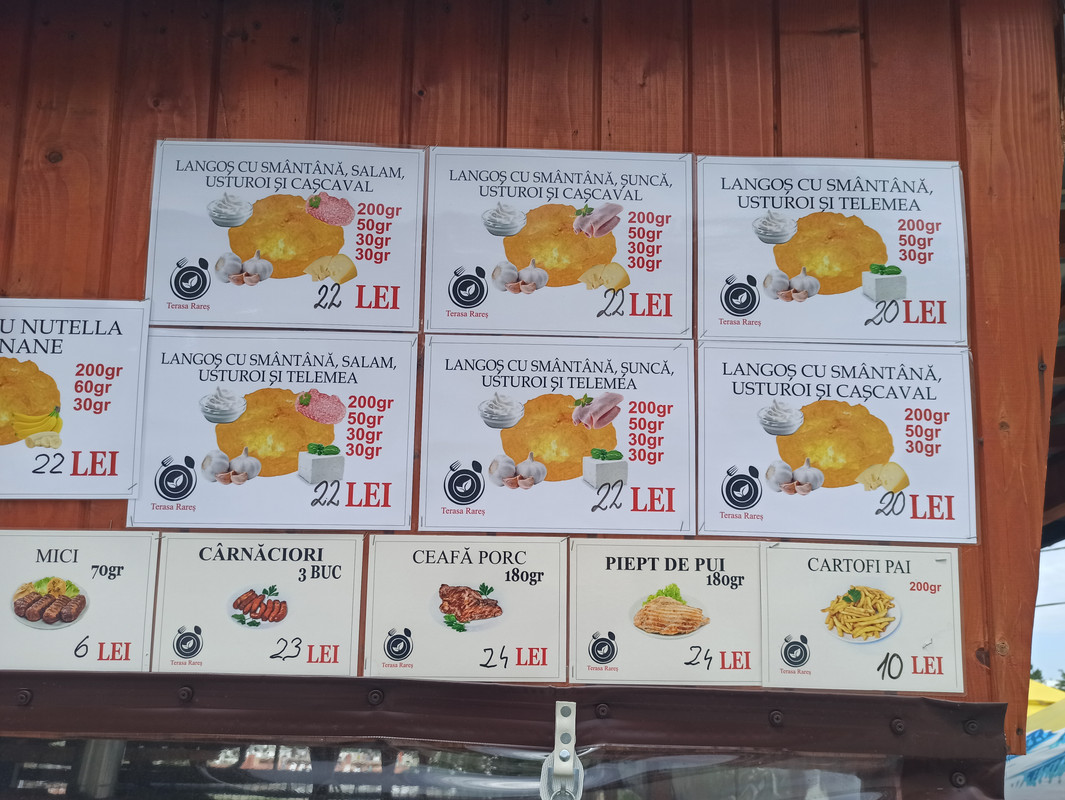 LANGOȘ CU SMÂNTÂNĂ, SALAM,
USTUROI ȘI CAȘCAVAL
200gr
50gr
30gr
30gr
22 LEI
Terasa Rareș
LANGOȘ CU SMÂNTÂNĂ, ȘUNCĂ,
USTUROI ȘI CAȘCAVAL
200gr
50gr
30gr
30gr
22 LEI
Terasa Rareș
LANGOȘ CU SMÂNTÂNĂ,
USTUROI ȘI TELEMEA
200gr
50gr
30gr
20 LEI
Terasa Rareș
U NUTELLA
NANE
200gr
60gr
30gr
22 LEI
LANGOȘ CU SMÂNTÂNĂ, SALAM,
USTUROI ȘI TELEMEA
200gr
50gr
30gr
30gr
22 LEI
Terasa Rareș
LANGOȘ CU SMÂNTÂNĂ, ȘUNCĂ,
USTUROI ȘI TELEMEA
200gr
50gr
30gr
30gr
22 LEI
Terasa Rareș
LANGOȘ CU SMÂNTÂNĂ,
USTUROI ȘI CAȘCAVAL
200gr
50gr
30gr
20 LEI
Terasa Rareș
MICI
70gr
6 LEI
CÂRNĂCIORI
3 BUC
23 LEI
Terasa Rareș
CEAFĂ PORC
180gr
24 LEI
Terasa Rareș
PIEPT DE PUI
180gr
24 LEI
Terasa Rareș
CARTOFI PAI
200gr
10 LEI
Terasa Rareș